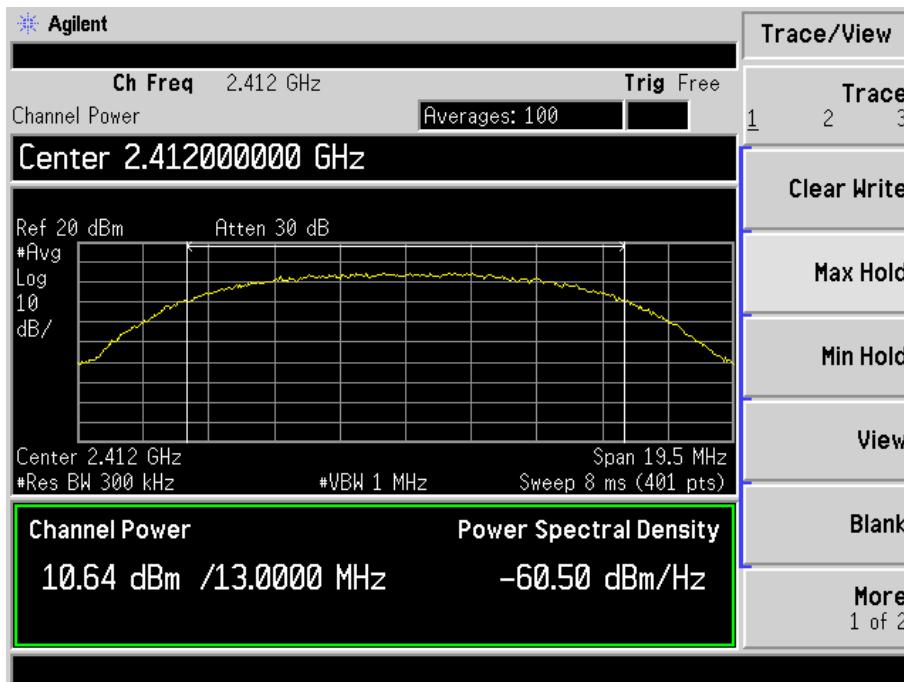 Agilent
Trace/View
Ch Freq 2.412 GHz Trig Free
Channel Power Averages: 100
Trace
1 2 3
Center 2.412000000 GHz
Clear Write
Ref 20 dBm Atten 30 dB
#Avg
Log
10
dB/
Max Hold
Min Hold
View
Center 2.412 GHz Span 19.5 MHz
#Res BW 300 kHz #VBW 1 MHz Sweep 8 ms (401 pts)
Blank
Channel Power Power Spectral Density
10.64 dBm /13.0000 MHz -60.50 dBm/Hz
More
1 of 2